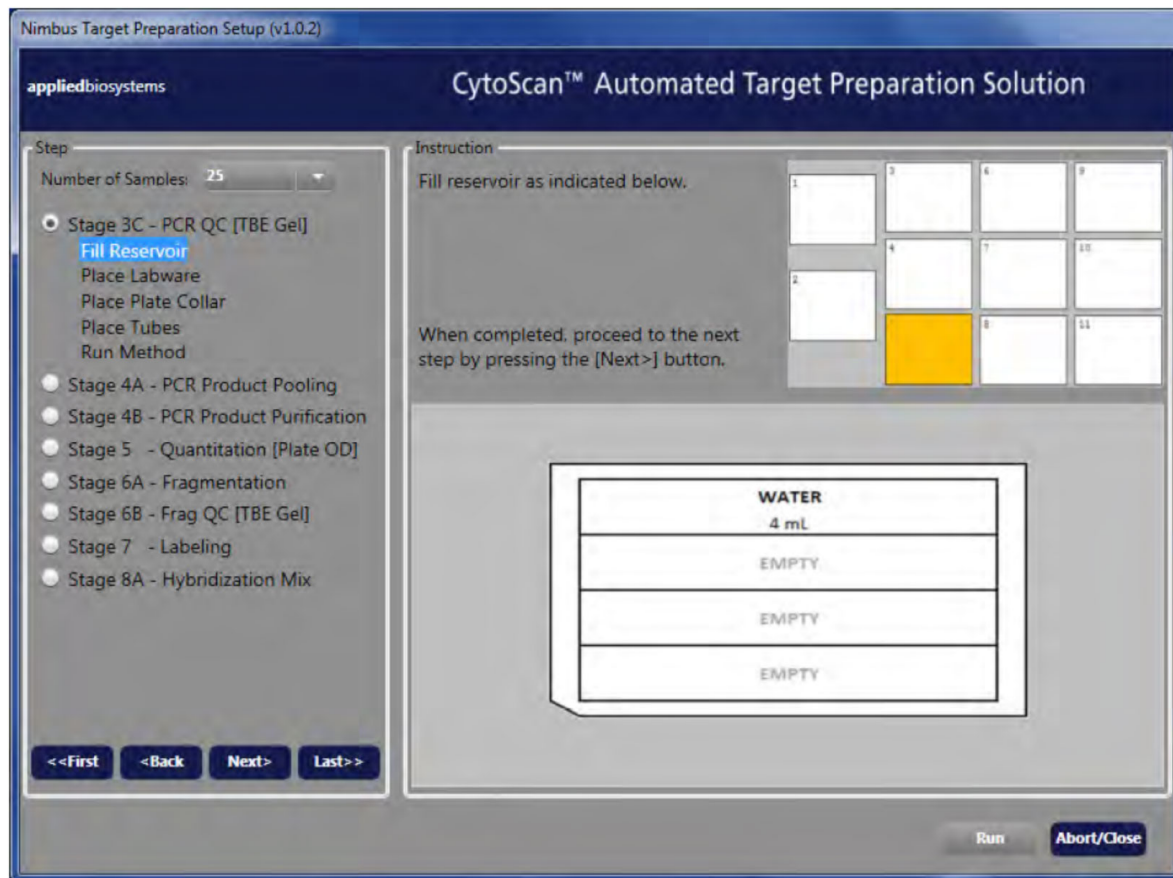 Nimbus Target Preparation Setup (v1.0.2)
appliedbiosystems
CytoScan™ Automated Target Preparation Solution
Step
Number of Samples: 25
Stage 3C - PCR QC [TBE Gel]
Fill Reservoir
Place Labware
Place Plate Collar
Place Tubes
Run Method
Stage 4A - PCR Product Pooling
Stage 4B - PCR Product Purification
Stage 5 - Quantitation [Plate OD]
Stage 6A - Fragmentation
Stage 6B - Frag QC [TBE Gel]
Stage 7 - Labeling
Stage 8A - Hybridization Mix
<<First <Back Next> Last>>
Instruction
Fill reservoir as indicated below.
When completed, proceed to the next
step by pressing the [Next>] button.
1
2
3
4
7
8
10
11
WATER
4 mL
EMPTY
EMPTY
EMPTY
Run Abort/Close